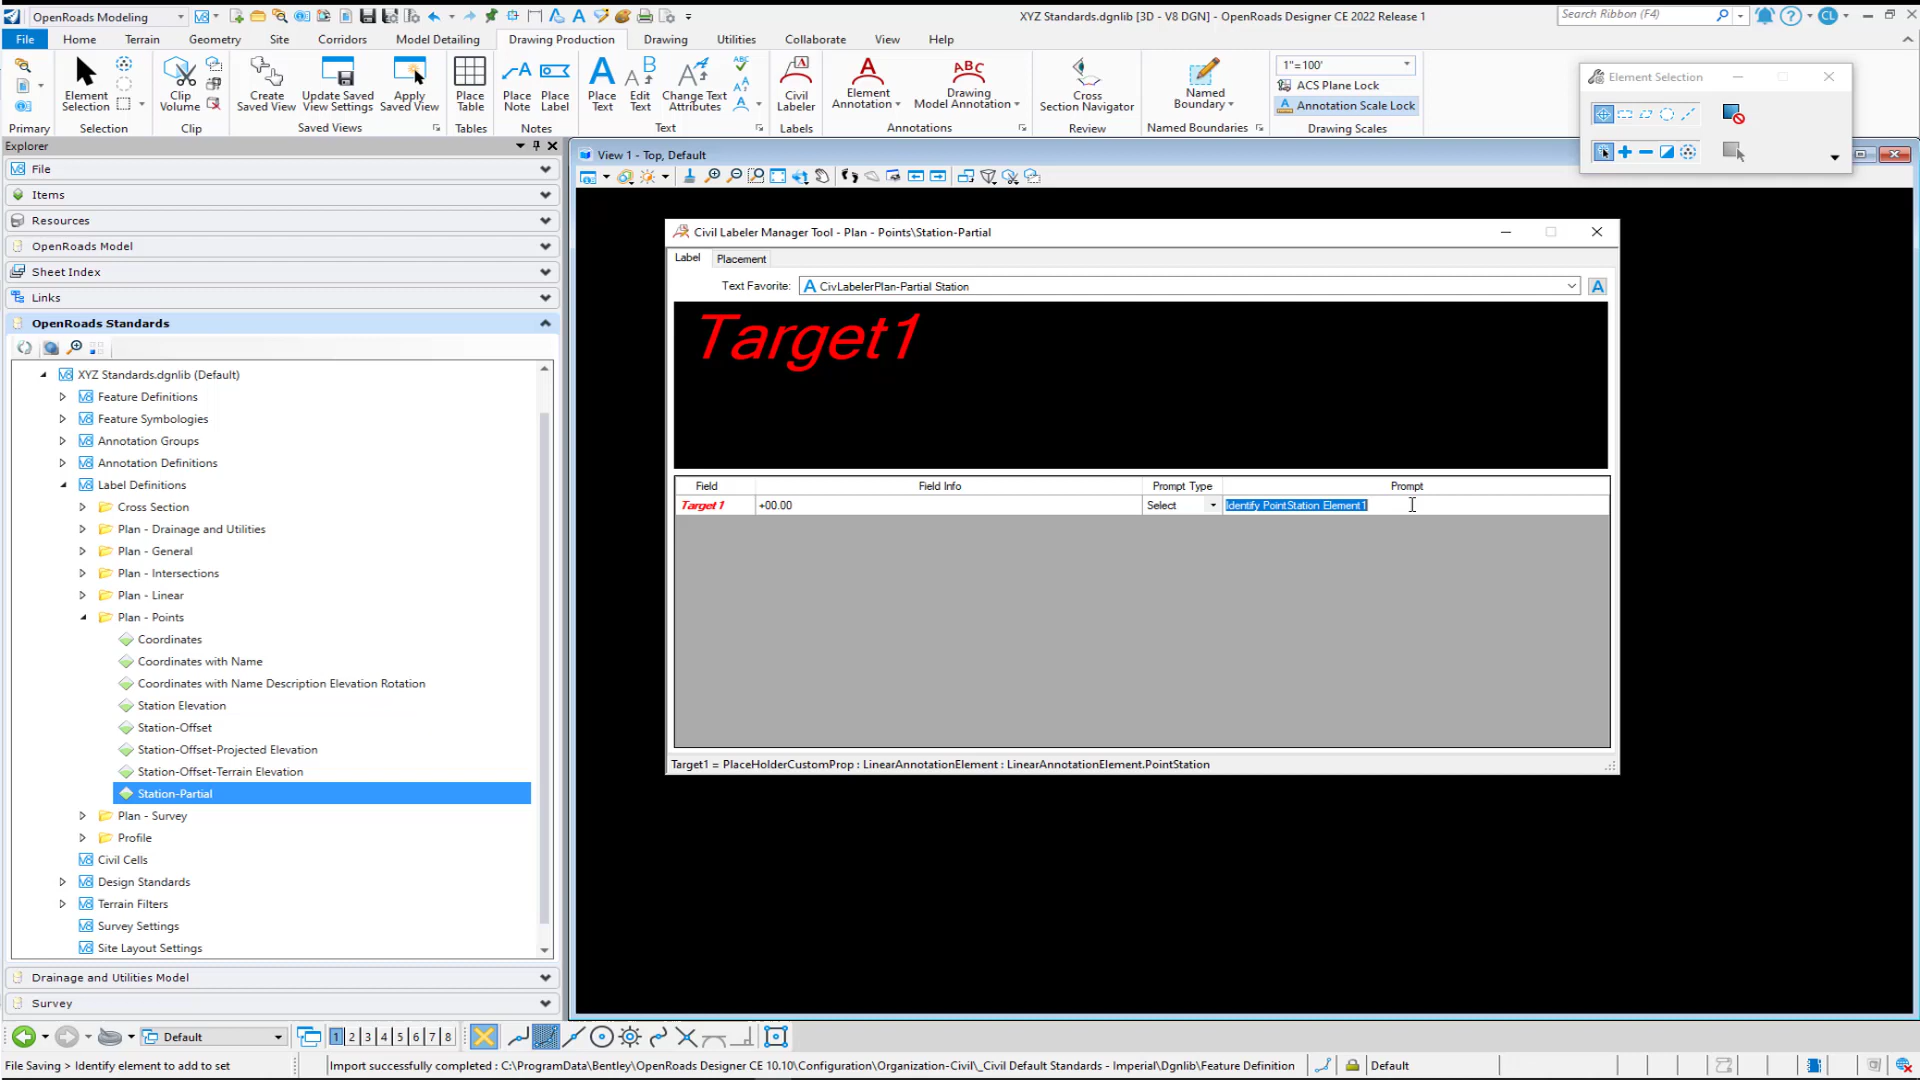 OpenRoads Modeling
XYZ Standards.dgnlib [3D - V8 DGN] - OpenRoads Designer CE 2022 Release 1
Search Ribbon (F4)
CL
File
Home
Terrain
Geometry
Site
Corridors
Model Detailing
Drawing Production
Drawing
Utilities
Collaborate
View
Help
Element Selection
Clip Volume
Create Saved View
Update Saved View Settings
Apply Saved View
Place Table
Place Note
Place Label
Place Text
Edit Text
Change Text Attributes
Civil Labeler
Element Annotation
Drawing Model Annotation
Cross Section Navigator
Named Boundary
1"=100'
ACS Plane Lock
Annotation Scale Lock
Primary
Selection
Clip
Saved Views
Tables
Notes
Text
Labels
Annotations
Review
Named Boundaries
Drawing Scales
Element Selection
Explorer
File
Items
Resources
OpenRoads Model
Sheet Index
Links
OpenRoads Standards
XYZ Standards.dgnlib (Default)
Feature Definitions
Feature Symbologies
Annotation Groups
Annotation Definitions
Label Definitions
Cross Section
Plan - Drainage and Utilities
Plan - General
Plan - Intersections
Plan - Linear
Plan - Points
Coordinates
Coordinates with Name
Coordinates with Name Description Elevation Rotation
Station Elevation
Station-Offset
Station-Offset-Projected Elevation
Station-Offset-Terrain Elevation
Station-Partial
Plan - Survey
Profile
Civil Cells
Design Standards
Terrain Filters
Survey Settings
Site Layout Settings
Drainage and Utilities Model
Survey
View 1 - Top, Default
Civil Labeler Manager Tool - Plan - Points\Station-Partial
Label
Placement
Text Favorite:
CivLabelerPlan-Partial Station
Target1
Field
Field Info
Prompt Type
Prompt
Target1
+00.00
Select
Identify PointStation Element1
Target1 = PlaceHolderCustomProp : LinearAnnotationElement : LinearAnnotationElement.PointStation
Default
1 2 3 4 5 6 7 8
File Saving > Identify element to add to set
Import successfully completed : C:\ProgramData\Bentley\OpenRoads Designer CE 10.10\Configuration\Organization-Civil\_Civil Default Standards - Imperial\Dgnlib\Feature Definition
Default